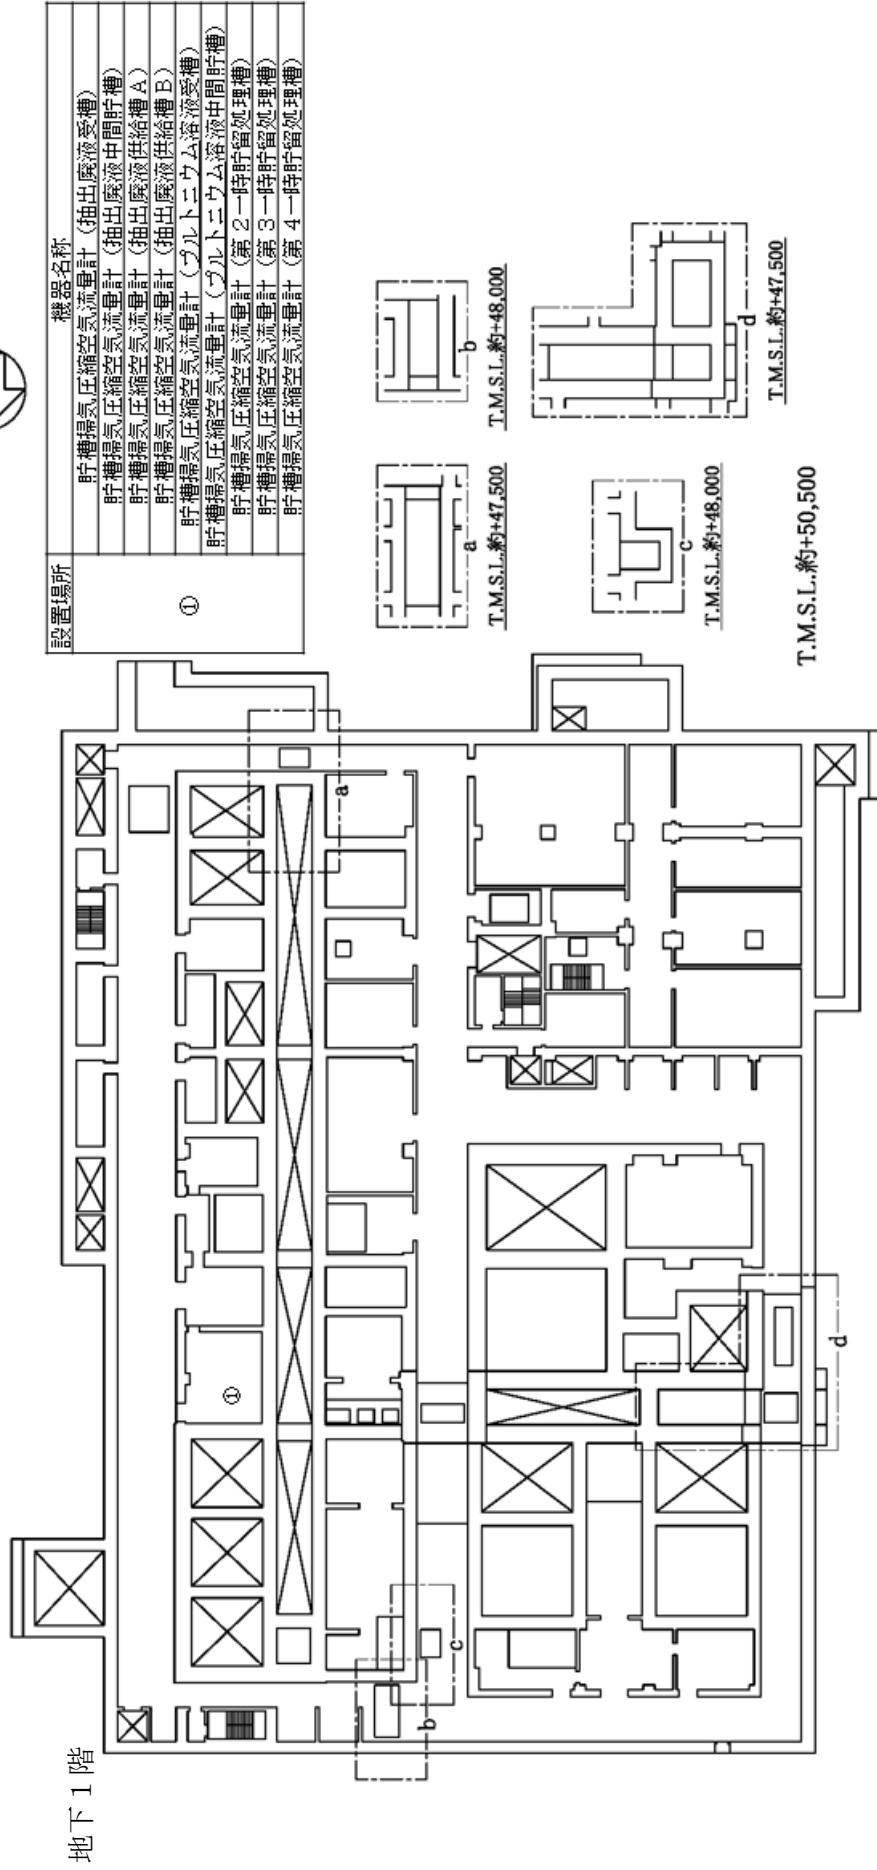 地下１階
設置場所 機器名称
① 貯槽掃気圧縮空気流量計（抽出廃液受槽）
貯槽掃気圧縮空気流量計（抽出廃液中間貯槽）
貯槽掃気圧縮空気流量計（抽出廃液供給槽Ａ）
貯槽掃気圧縮空気流量計（抽出廃液供給槽Ｂ）
貯槽掃気圧縮空気流量計（プルトニウム溶液受槽）
貯槽掃気圧縮空気流量計（プルトニウム溶液中間貯槽）
貯槽掃気圧縮空気流量計（第２一時貯留処理槽）
貯槽掃気圧縮空気流量計（第３一時貯留処理槽）
貯槽掃気圧縮空気流量計（第４一時貯留処理槽）
①
a
b
c
d
a
T.M.S.L.約+47,500
b
T.M.S.L.約+48,000
c
T.M.S.L.約+48,000
d
T.M.S.L.約+47,500
T.M.S.L.約+50,500